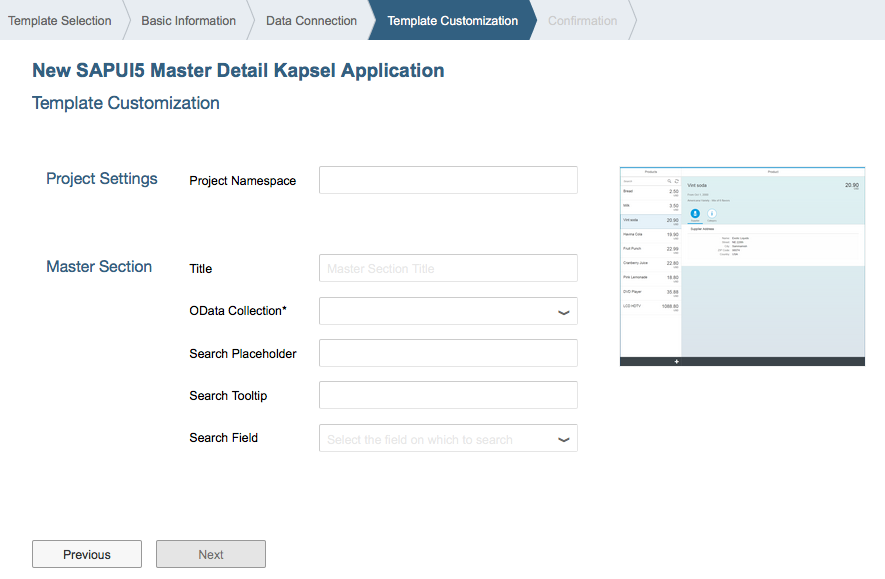 Template Selection Basic Information Data Connection Template Customization Confirmation
New SAPUI5 Master Detail Kapsel Application
Template Customization
Project Settings Project Namespace
Master Section Title Master Section Title
OData Collection*
Search Placeholder
Search Tooltip
Search Field Select the field on which to search
Previous Next
Products Product
Search
Bread 2.50
Milk 3.50
Vint soda 20.90
Havina Cola 19.90
Fruit Punch 22.99
Cranberry Juice 22.80
Pink Lemonade 18.80
DVD Player 35.88
LCD HDTV 1088.80
Vint soda 20.90
Supplier Address